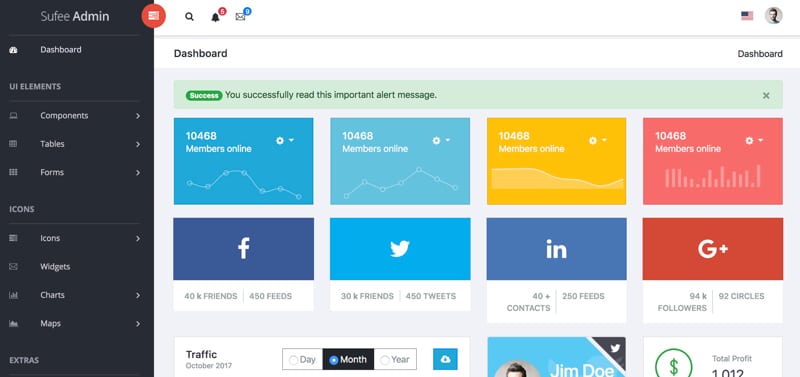 Sufee Admin
5
9
Dashboard
UI ELEMENTS
Components
Tables
Forms
ICONS
Icons
Widgets
Charts
Maps
EXTRAS
Dashboard
Dashboard
Success You successfully read this important alert message.
×
10468
Members online
10468
Members online
10468
Members online
10468
Members online
f
in
G+
40 k FRIENDS
450 FEEDS
30 k FRIENDS
450 TWEETS
40 +
CONTACTS
250 FEEDS
94 k
FOLLOWERS
92 CIRCLES
Traffic
October 2017
Day
Month
Year
Jim Doe
$
Total Profit
1,012